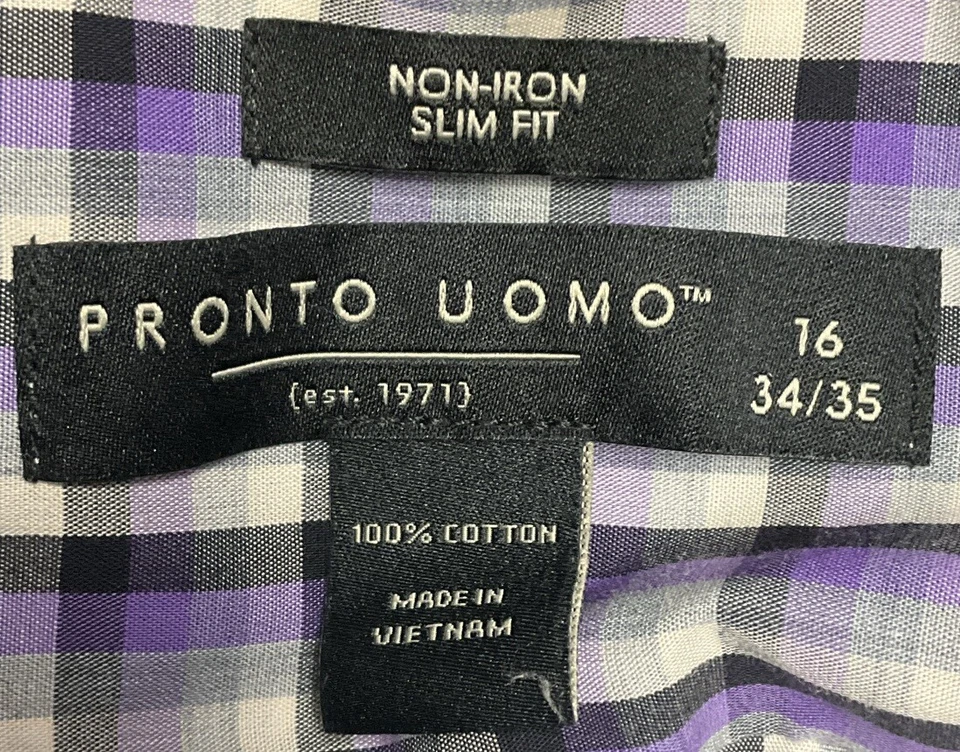 NON-IRON
SLIM FIT
PRONTO UOMO™
16
34/35
{est. 1971}
100% COTTON
MADE IN
VIETNAM